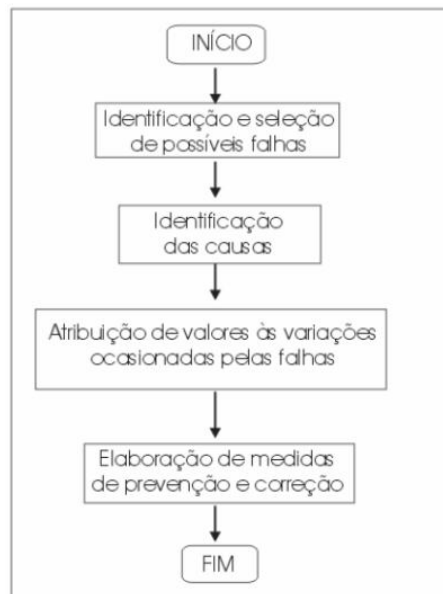 INÍCIO
Identificação e seleção
de possíveis falhas
Identificação
das causas
Atribuição de valores às variações
ocasionadas pelas falhas
Elaboração de medidas
de prevenção e correção
FIM